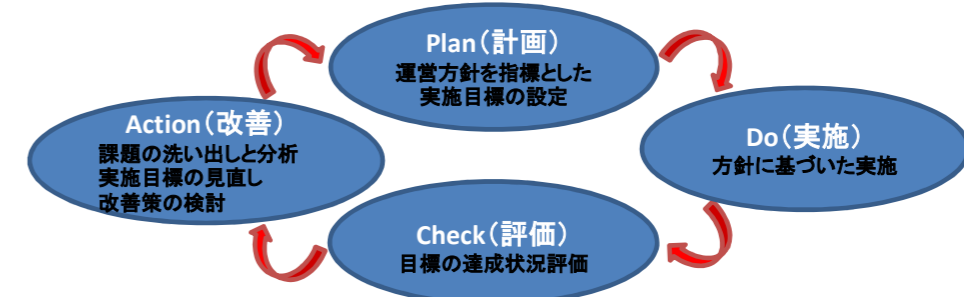 Plan（計画）
運営方針を指標とした
実施目標の設定
Do（実施）
方針に基づいた実施
Check（評価）
目標の達成状況評価
Action（改善）
課題の洗い出しと分析
実施目標の見直し
改善策の検討